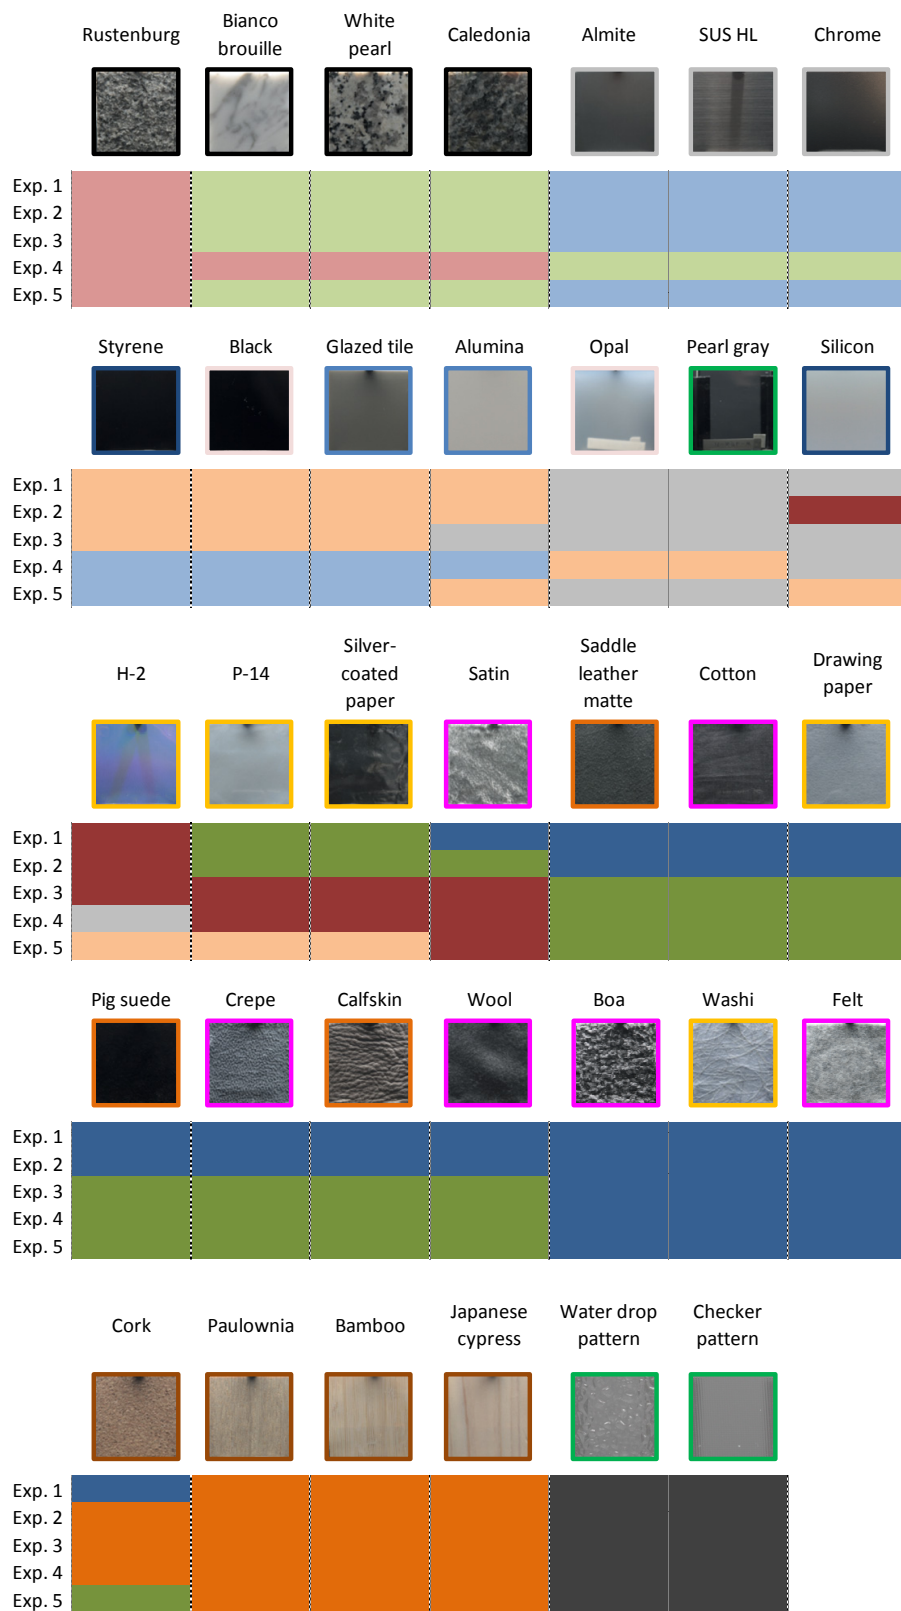 Rustenburg Bianco brouille White pearl Caledonia Almite SUS HL Chrome
Exp. 1
Exp. 2
Exp. 3
Exp. 4
Exp. 5
Styrene Black Glazed tile Alumina Opal Pearl gray Silicon
Exp. 1
Exp. 2
Exp. 3
Exp. 4
Exp. 5
H-2 P-14 Silver-coated paper Satin Saddle leather matte Cotton Drawing paper
Exp. 1
Exp. 2
Exp. 3
Exp. 4
Exp. 5
Pig suede Crepe Calfskin Wool Boa Washi Felt
Exp. 1
Exp. 2
Exp. 3
Exp. 4
Exp. 5
Cork Paulownia Bamboo Japanese cypress Water drop pattern Checker pattern
Exp. 1
Exp. 2
Exp. 3
Exp. 4
Exp. 5